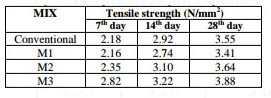 MIX Tensile strength (N/mm²)
7th day 14th day 28th day
Conventional 2.18 2.92 3.55
M1 2.16 2.74 3.41
M2 2.35 3.10 3.64
M3 2.82 3.22 3.88